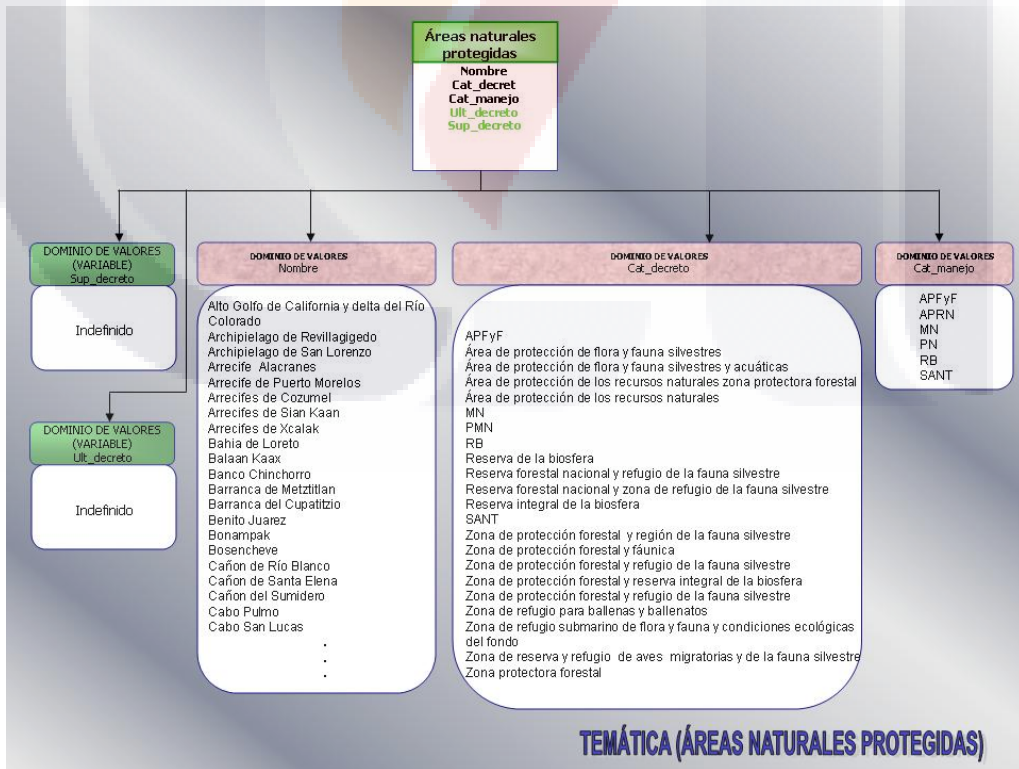 Áreas naturales
protegidas
Nombre
Cat_decret
Cat_manejo
Ult_decreto
Sup_decreto
DOMINIO DE VALORES
(VARIABLE)
Sup_decreto
Indefinido
DOMINIO DE VALORES
(VARIABLE)
Ult_decreto
Indefinido
DOMINIO DE VALORES
Nombre
Alto Golfo de California y delta del Río
Colorado
Archipielago de Revillagigedo
Archipielago de San Lorenzo
Arrecife Alacranes
Arrecife de Puerto Morelos
Arrecifes de Cozumel
Arrecifes de Sian Kaan
Arrecifes de Xcalak
Bahia de Loreto
Balaan Kaax
Banco Chinchorro
Barranca de Metztitlan
Barranca del Cupatitzio
Benito Juarez
Bonampak
Bosencheve
Cañon de Río Blanco
Cañon de Santa Elena
Cañon del Sumidero
Cabo Pulmo
Cabo San Lucas
.
.
.
DOMINIO DE VALORES
Cat_decreto
APFyF
Área de protección de flora y fauna silvestres
Área de protección de flora y fauna silvestres y acuáticas
Área de protección de los recursos naturales zona protectora forestal
Área de protección de los recursos naturales
MN
PMN
RB
Reserva de la biosfera
Reserva forestal nacional y refugio de la fauna silvestre
Reserva forestal nacional y zona de refugio de la fauna silvestre
Reserva integral de la biosfera
SANT
Zona de protección forestal y región de la fauna silvestre
Zona de protección forestal y fáunica
Zona de protección forestal y refugio de la fauna silvestre
Zona de protección forestal y reserva integral de la biosfera
Zona de protección forestal y refugio de la fauna silvestre
Zona de refugio para ballenas y ballenatos
Zona de refugio submarino de flora y fauna y condiciones ecológicas
del fondo
Zona de reserva y refugio de aves migratorias y de la fauna silvestre
Zona protectora forestal
DOMINIO DE VALORES
Cat_manejo
APFyF
APRN
MN
PN
RB
SANT
TEMÁTICA (ÁREAS NATURALES PROTEGIDAS)